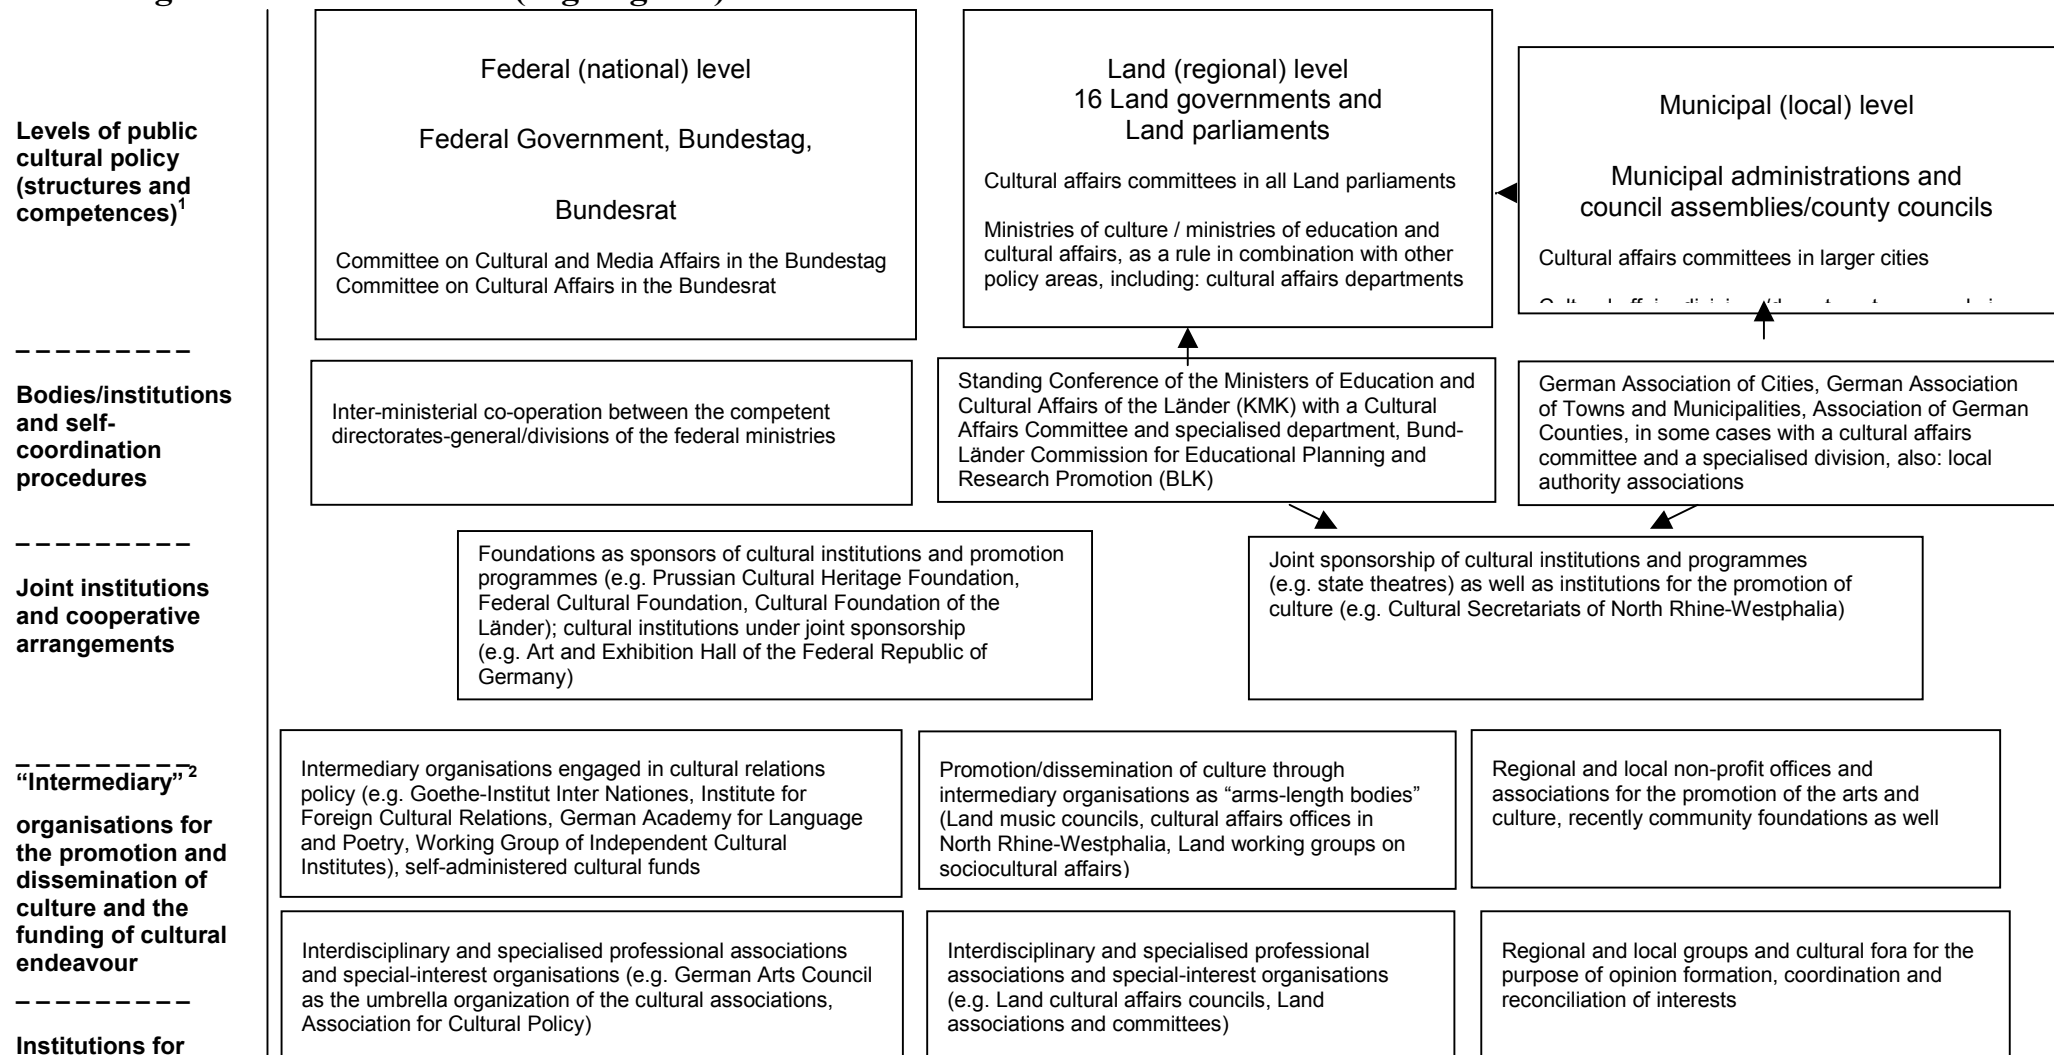 Levels of public
cultural policy
(structures and
competences)1
Federal (national) level
Federal Government, Bundestag,
Bundesrat
Committee on Cultural and Media Affairs in the Bundestag
Committee on Cultural Affairs in the Bundesrat
Land (regional) level
16 Land governments and
Land parliaments
Cultural affairs committees in all Land parliaments
Ministries of culture / ministries of education and
cultural affairs, as a rule in combination with other
policy areas, including: cultural affairs departments
Municipal (local) level
Municipal administrations and
council assemblies/county councils
Cultural affairs committees in larger cities
Bodies/institutions
and self-
coordination
procedures
Inter-ministerial co-operation between the competent
directorates-general/divisions of the federal ministries
Standing Conference of the Ministers of Education and
Cultural Affairs of the Länder (KMK) with a Cultural
Affairs Committee and specialised department, Bund-
Länder Commission for Educational Planning and
Research Promotion (BLK)
German Association of Cities, German Association
of Towns and Municipalities, Association of German
Counties, in some cases with a cultural affairs
committee and a specialised division, also: local
authority associations
Joint institutions
and cooperative
arrangements
Foundations as sponsors of cultural institutions and promotion
programmes (e.g. Prussian Cultural Heritage Foundation,
Federal Cultural Foundation, Cultural Foundation of the
Länder); cultural institutions under joint sponsorship
(e.g. Art and Exhibition Hall of the Federal Republic of
Germany)
Joint sponsorship of cultural institutions and programmes
(e.g. state theatres) as well as institutions for the promotion of
culture (e.g. Cultural Secretariats of North Rhine-Westphalia)
“Intermediary” 2
organisations for
the promotion and
dissemination of
culture and the
funding of cultural
endeavour
Intermediary organisations engaged in cultural relations
policy (e.g. Goethe-Institut Inter Nationes, Institute for
Foreign Cultural Relations, German Academy for Language
and Poetry, Working Group of Independent Cultural
Institutes), self-administered cultural funds
Promotion/dissemination of culture through
intermediary organisations as “arms-length bodies”
(Land music councils, cultural affairs offices in
North Rhine-Westphalia, Land working groups on
sociocultural affairs)
Regional and local non-profit offices and
associations for the promotion of the arts and
culture, recently community foundations as well
Institutions for
Interdisciplinary and specialised professional associations
and special-interest organisations (e.g. German Arts Council
as the umbrella organization of the cultural associations,
Association for Cultural Policy)
Interdisciplinary and specialised professional
associations and special-interest organisations
(e.g. Land cultural affairs councils, Land
associations and committees)
Regional and local groups and cultural fora for the
purpose of opinion formation, coordination and
reconciliation of interests